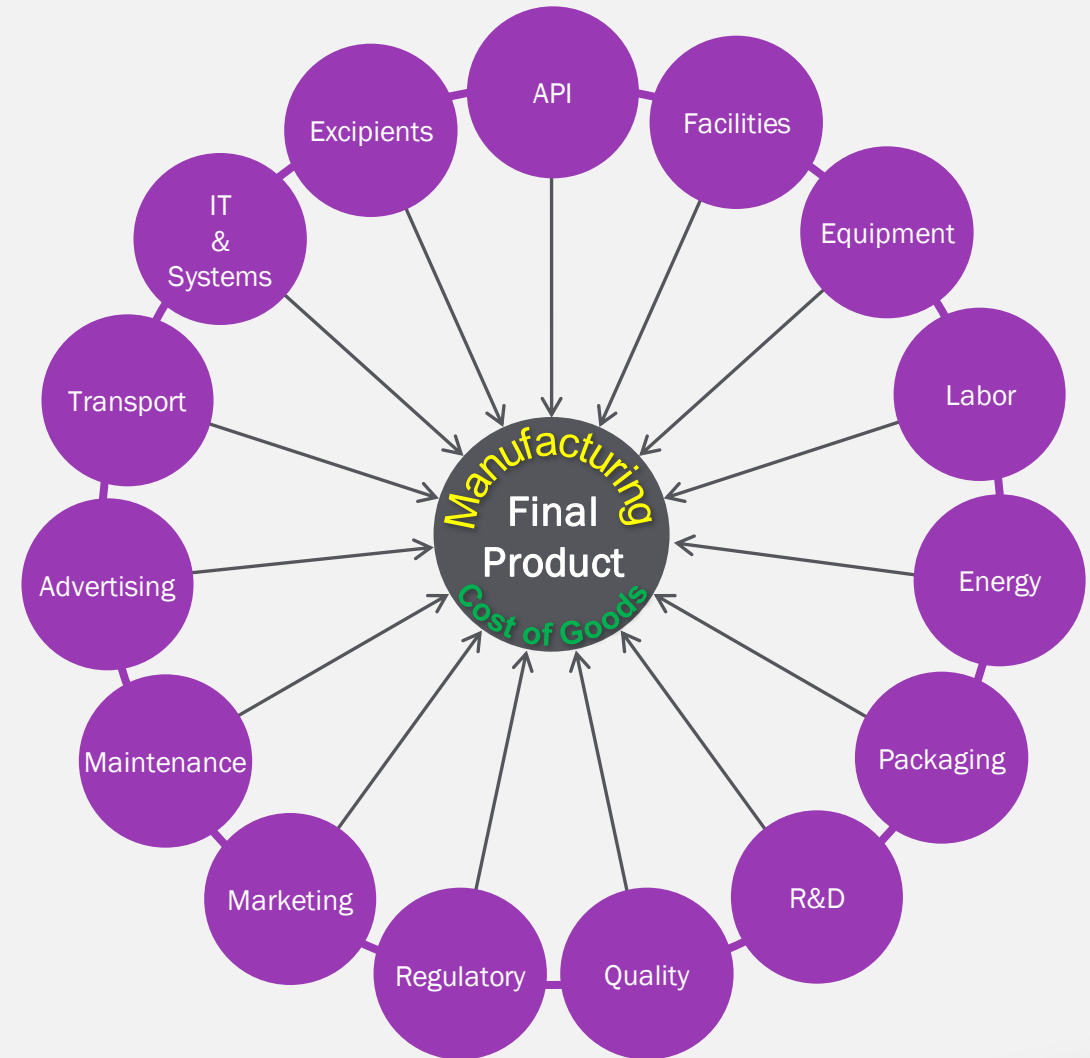 API
Facilities
Equipment
Labor
Energy
Packaging
R&D
Quality
Regulatory
Marketing
Maintenance
Advertising
Transport
IT
&
Systems
Excipients
Manufacturing
Final
Product
Cost of Goods